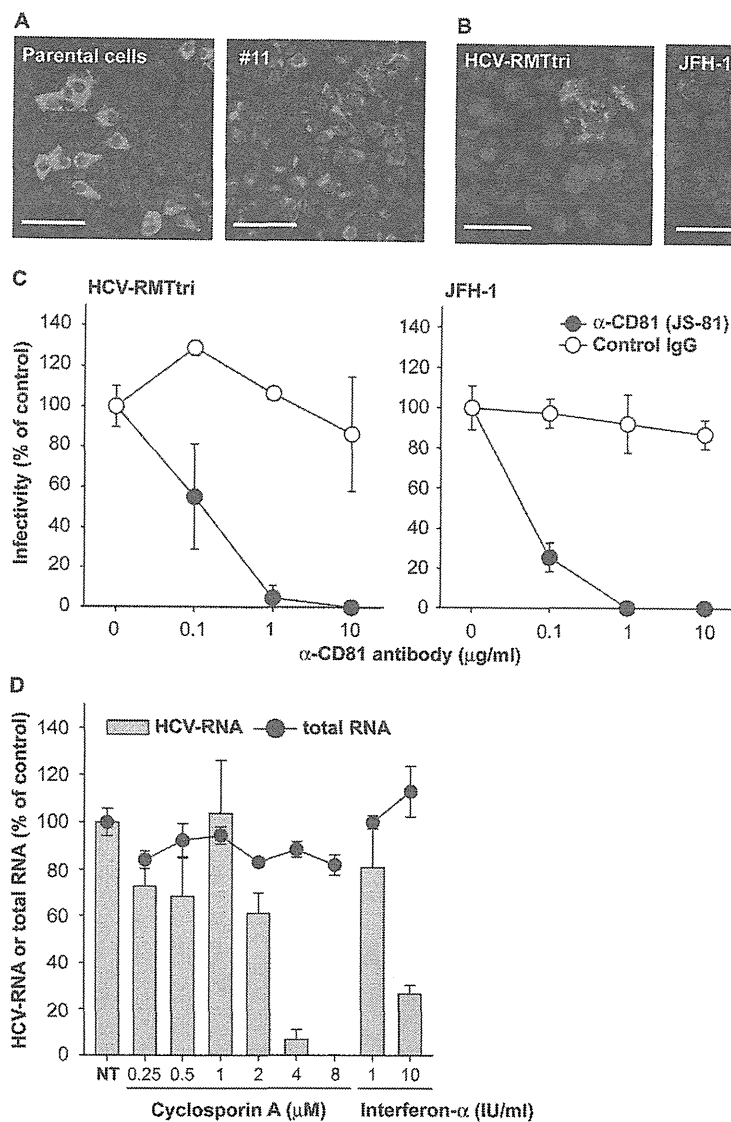 A
Parental cells
#11
B
HCV-RMTtri
JFH-1
C
HCV-RMTtri
JFH-1
Infectivity (% of control)
140
120
100
80
60
40
20
0
140
120
100
80
60
40
20
0
α-CD81 (JS-81)
Control IgG
0 0.1 1 10
0 0.1 1 10
α-CD81 antibody (μg/ml)
D
HCV-RNA or total RNA (% of control)
140
120
100
80
60
40
20
0
HCV-RNA
total RNA
NT 0.25 0.5 1 2 4 8 1 10
Cyclosporin A (μM)
Interferon-α (IU/ml)